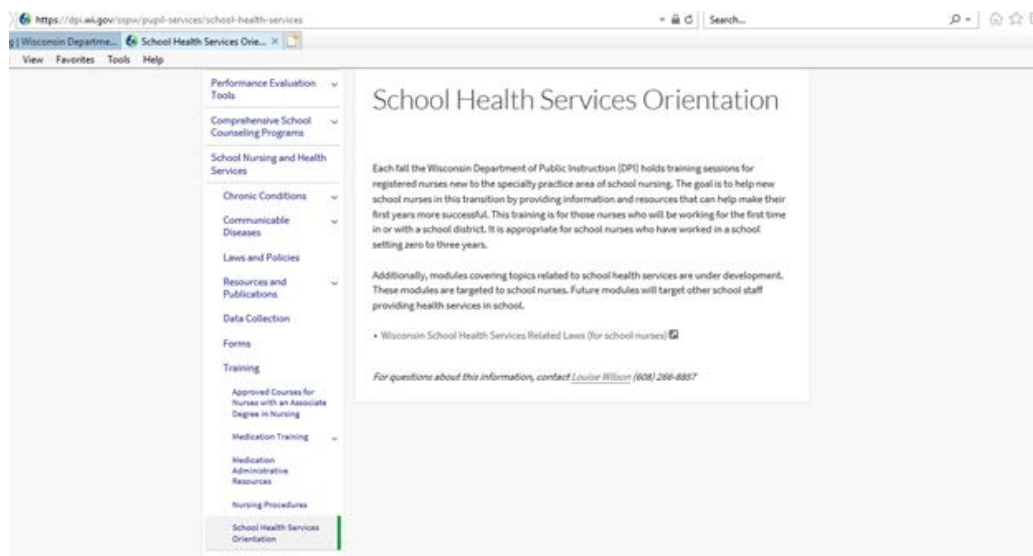 https://dpi.wi.gov/sspw/pupil-services/school-health-services
Search...
| Wisconsin Departme...
School Health Services Orie...
View Favorites Tools Help
Performance Evaluation
Tools
Comprehensive School
Counseling Programs
School Nursing and Health
Services
Chronic Conditions
Communicable
Diseases
Laws and Policies
Resources and
Publications
Data Collection
Forms
Training
Approved Courses for
Nurses with an Associate
Degree in Nursing
Medication Training
Medication
Administrative
Resources
Nursing Procedures
School Health Services
Orientation
School Health Services Orientation
Each fall the Wisconsin Department of Public Instruction (DPI) holds training sessions for
registered nurses new to the specialty practice area of school nursing. The goal is to help new
school nurses in this transition by providing information and resources that can help make their
first years more successful. This training is for those nurses who will be working for the first time
in or with a school district. It is appropriate for school nurses who have worked in a school
setting zero to three years.
Additionally, modules covering topics related to school health services are under development.
These modules are targeted to school nurses. Future modules will target other school staff
providing health services in school.
• Wisconsin School Health Services Related Laws (for school nurses)
For questions about this information, contact Louise Wilson (608) 266-8857